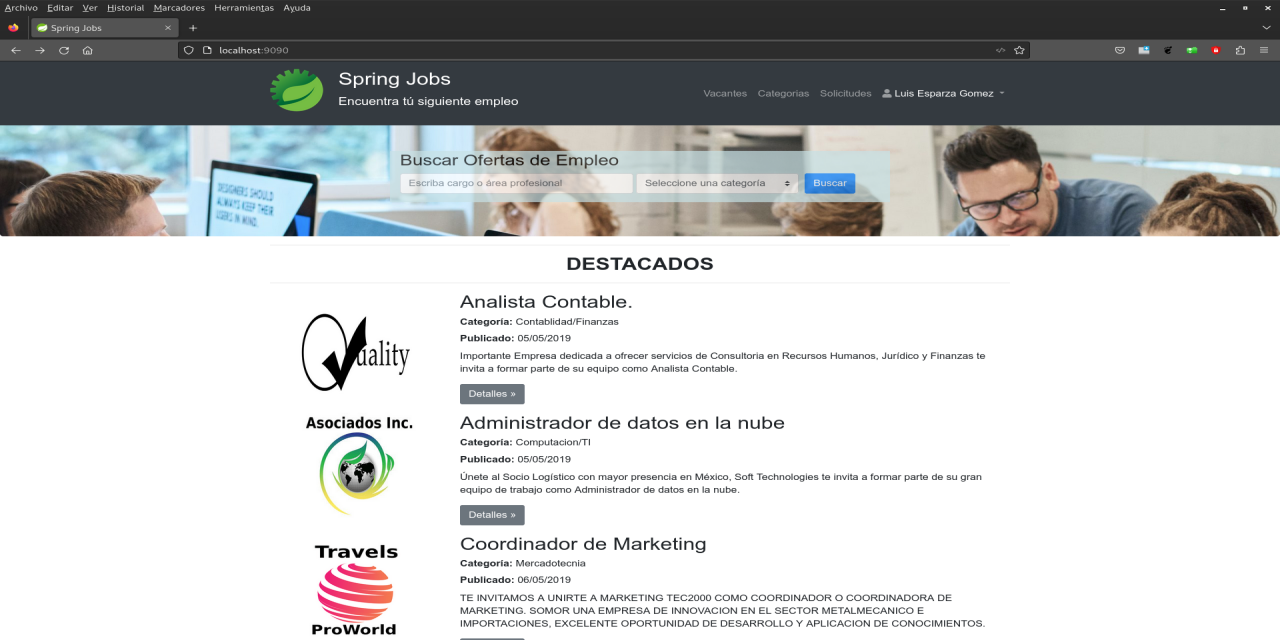 Archivo Editar Ver Historial Marcadores Herramientas Ayuda
Spring Jobs
localhost:9090
Spring Jobs
Encuentra tú siguiente empleo
Vacantes Categorias Solicitudes Luis Esparza Gomez
DESIGNERS SHOULD
ALWAYS KEEP THEIR
USERS IN MIND.
Buscar Ofertas de Empleo
Escriba cargo o área profesional Seleccione una categoría Buscar
DESTACADOS
Quality
Analista Contable.
Categoría: Contablidad/Finanzas
Publicado: 05/05/2019
Importante Empresa dedicada a ofrecer servicios de Consultoria en Recursos Humanos, Jurídico y Finanzas te
invita a formar parte de su equipo como Analista Contable.
Detalles »
Asociados Inc.
Administrador de datos en la nube
Categoría: Computacion/TI
Publicado: 05/05/2019
Únete al Socio Logístico con mayor presencia en México, Soft Technologies te invita a formar parte de su gran
equipo de trabajo como Administrador de datos en la nube.
Detalles »
Travels
ProWorld
Coordinador de Marketing
Categoría: Mercadotecnia
Publicado: 06/05/2019
TE INVITAMOS A UNIRTE A MARKETING TEC2000 COMO COORDINADOR O COORDINADORA DE
MARKETING. SOMOR UNA EMPRESA DE INNOVACION EN EL SECTOR METALMECANICO E
IMPORTACIONES, EXCELENTE OPORTUNIDAD DE DESARROLLO Y APLICACION DE CONOCIMIENTOS.